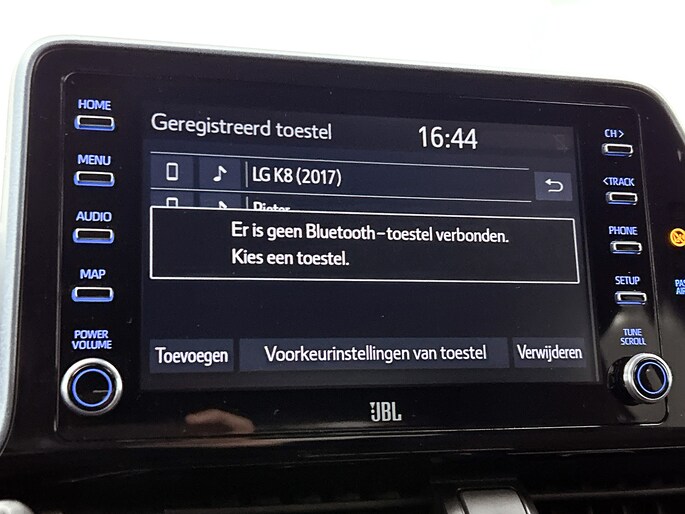 HOME
MENU
AUDIO
MAP
POWER
VOLUME
Geregistreerd toestel
16:44
LG K8 (2017)
Pieter
Er is geen Bluetooth-toestel verbonden.
Kies een toestel.
Toevoegen
Voorkeurinstellingen van toestel
Verwijderen
CH>
<TRACK
PHONE
SETUP
TUNE
SCROLL
JBL